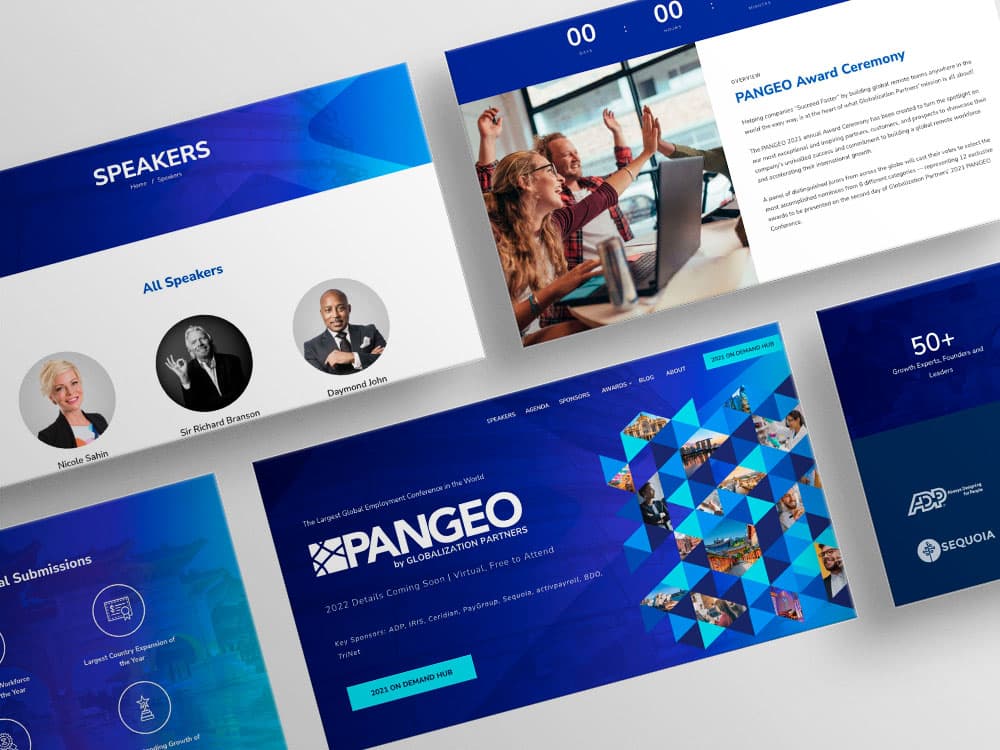 SPEAKERS
Home / Speakers
All Speakers
Nicole Sahin
Sir Richard Branson
Daymond John
00 : 00 :
DAYS HOURS MINUTES
OVERVIEW
PANGEO Award Ceremony
Helping companies "Succeed Faster" by building global remote teams anywhere in the
world the easy way, is at the heart of what Globalization Partners' mission is all about!
The PANGEO 2021 annual Award Ceremony has been created to turn the spotlight on
our most exceptional and inspiring partners, customers, and prospects to showcase their
company's unrivalled success and commitment to building a global remote workforce
and accelerating their international growth.
A panel of distinguished jurors from across the globe will cast their votes to select the
most accomplished nominees from 6 different categories — representing 12 exclusive
awards to be presented on the second day of Globalization Partners' 2021 PANGEO
Conference.
SPEAKERS AGENDA SPONSORS AWARDS BLOG ABOUT
2021 ON DEMAND HUB
The Largest Global Employment Conference in the World
PANGEO
by GLOBALIZATION PARTNERS
2022 Details Coming Soon | Virtual, Free to Attend
Key Sponsors: ADP, IRIS, Ceridian, PayGroup, Sequoia, activpayroll, BDO,
TriNet
2021 ON DEMAND HUB
50+
Growth Experts, Founders and
Leaders
ADP
Always Designing
for People
SEQUOIA
al Submissions
Largest Country Expansion of
the Year
Workforce
the Year
nding Growth of